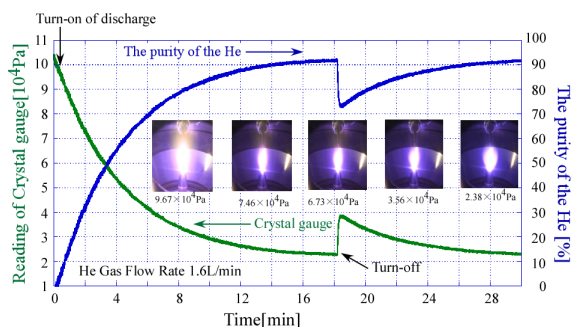 Turn-on of discharge
11
10
9
8
7
6
5
4
3
2
1
Reading of Crystal gauge[10⁴Pa]
The purity of the He
100
90
80
70
60
50
40
30
20
10
0
The purity of the He [%]
9.67×10⁴Pa
7.46×10⁴Pa
6.73×10⁴Pa
3.56×10⁴Pa
2.38×10⁴Pa
Crystal gauge
He Gas Flow Rate 1.6L/min
Turn-off
0 4 8 12 16 20 24 28
Time[min]